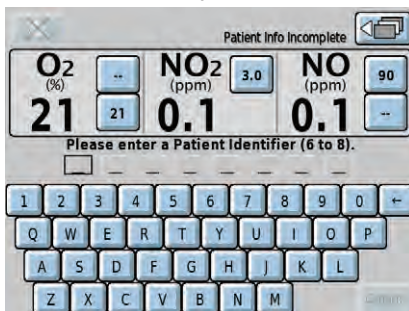 Patient Info Incomplete
O2 -- NO2 3.0 NO 90
(%) (ppm) (ppm)
21 21 0.1 0.1 --
Please enter a Patient Identifier (6 to 8).
1 2 3 4 5 6 7 8 9 0 ←
Q W E R T Y U I O P
A S D F G H J K L
Z X C V B N M